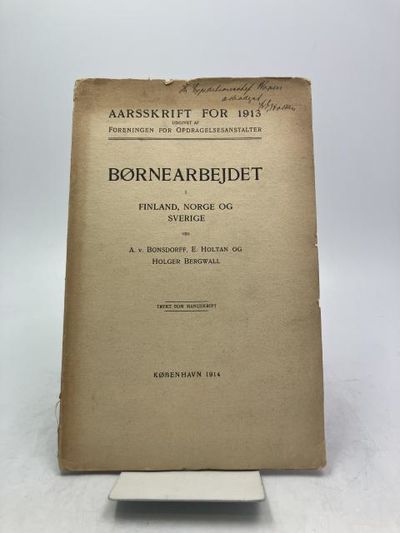 AARSSKRIFT FOR 1913
UDGIVET AF
FORENINGEN FOR OPDRAGELSESANSTALTER
BØRNEARBEJDET
I
FINLAND, NORGE OG
SVERIGE
VED
A. V. BONSDORFF, E. HOLTAN OG
HOLGER BERGWALL
TRYKT SOM MANUSKRIPT
KØBENHAVN 1914